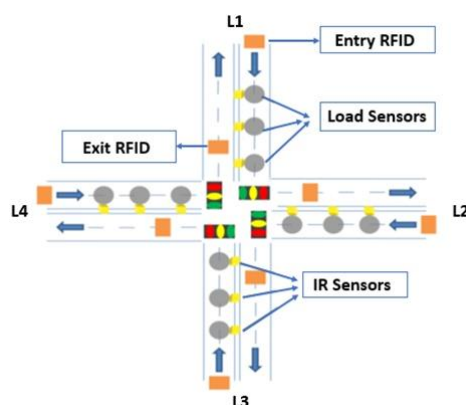 L1
Entry RFID
Load Sensors
Exit RFID
L4
L2
IR Sensors
L3